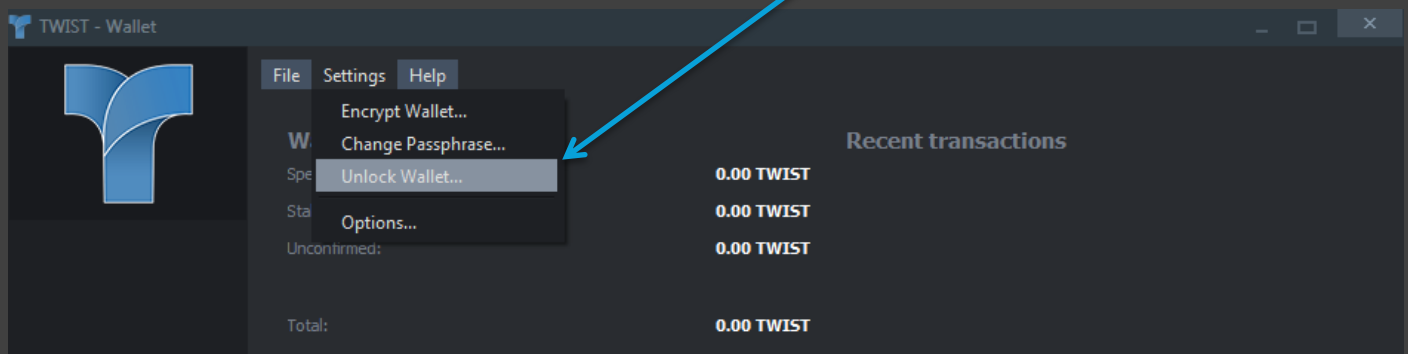 TWIST - Wallet
File Settings Help
Encrypt Wallet...
Change Passphrase...
Unlock Wallet...
Options...
Recent transactions
0.00 TWIST
0.00 TWIST
Unconfirmed: 0.00 TWIST
Total: 0.00 TWIST